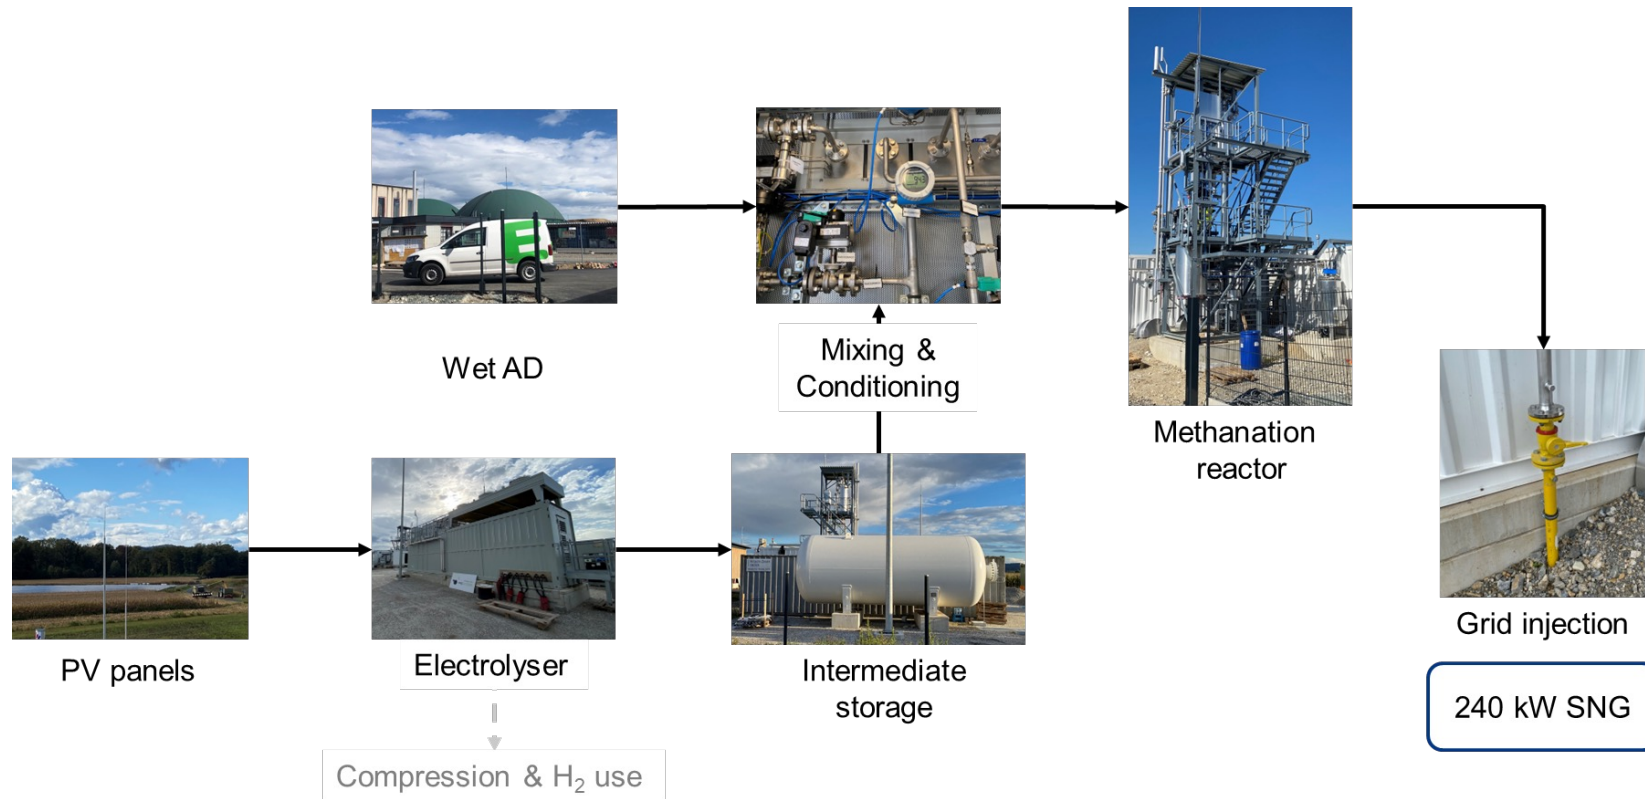 Wet AD
Mixing &
Conditioning
Methanation
reactor
PV panels
Electrolyser
Intermediate
storage
Grid injection
240 kW SNG
Compression & H₂ use